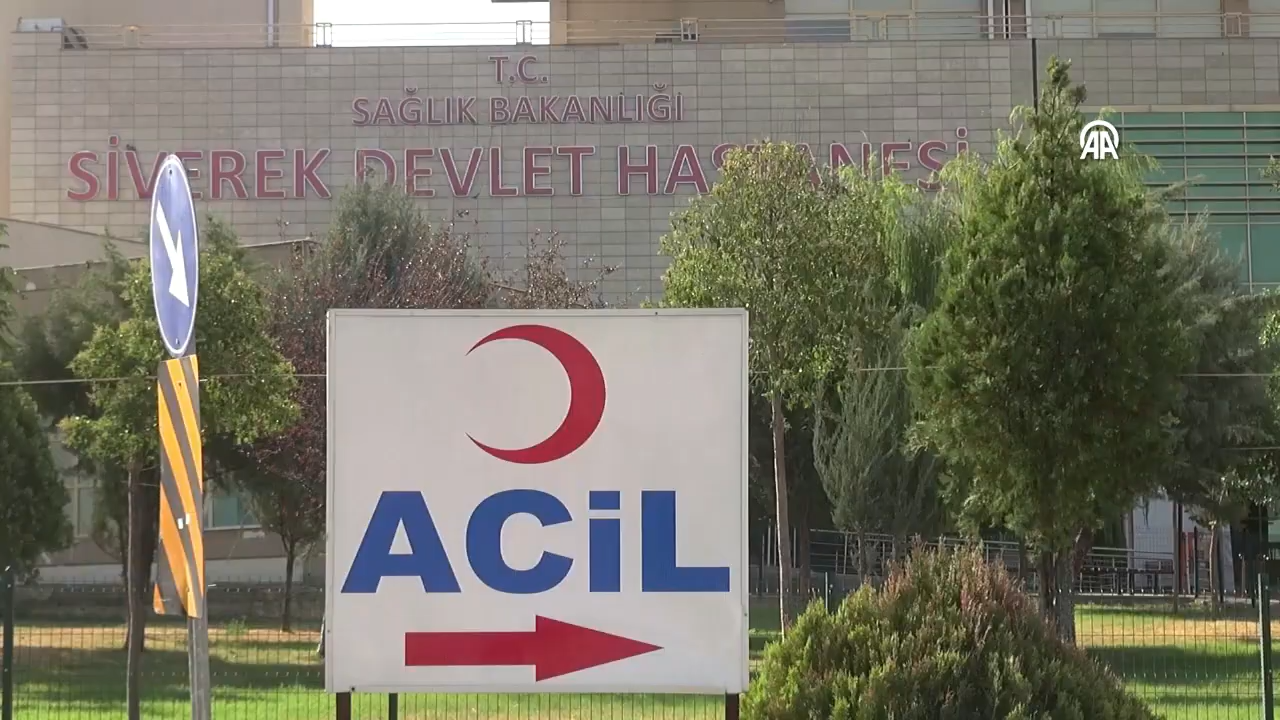 T.C.
SAĞLIK BAKANLIĞI
SİVEREK DEVLET HASTANESİ
AA
ACİL